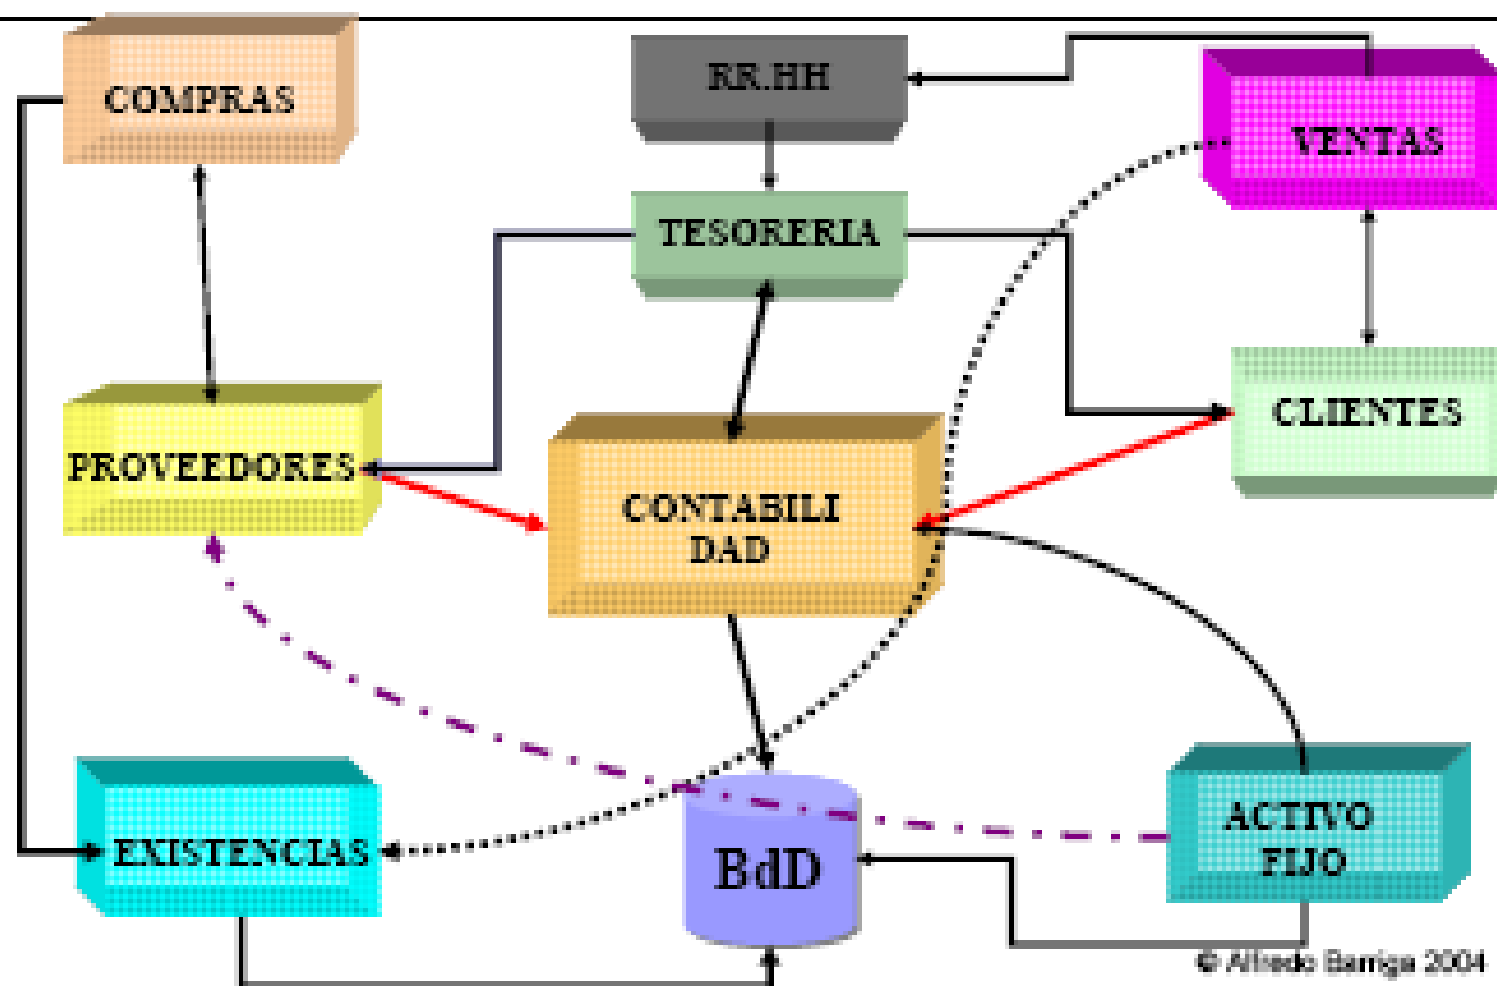 COMPRAS
RR.HH
VENTAS
TESORERIA
CLIENTES
PROVEEDORES
CONTABILI
DAD
EXISTENCIAS
BdD
ACTIVO
FIJO
© Alfredo Barriga 2004